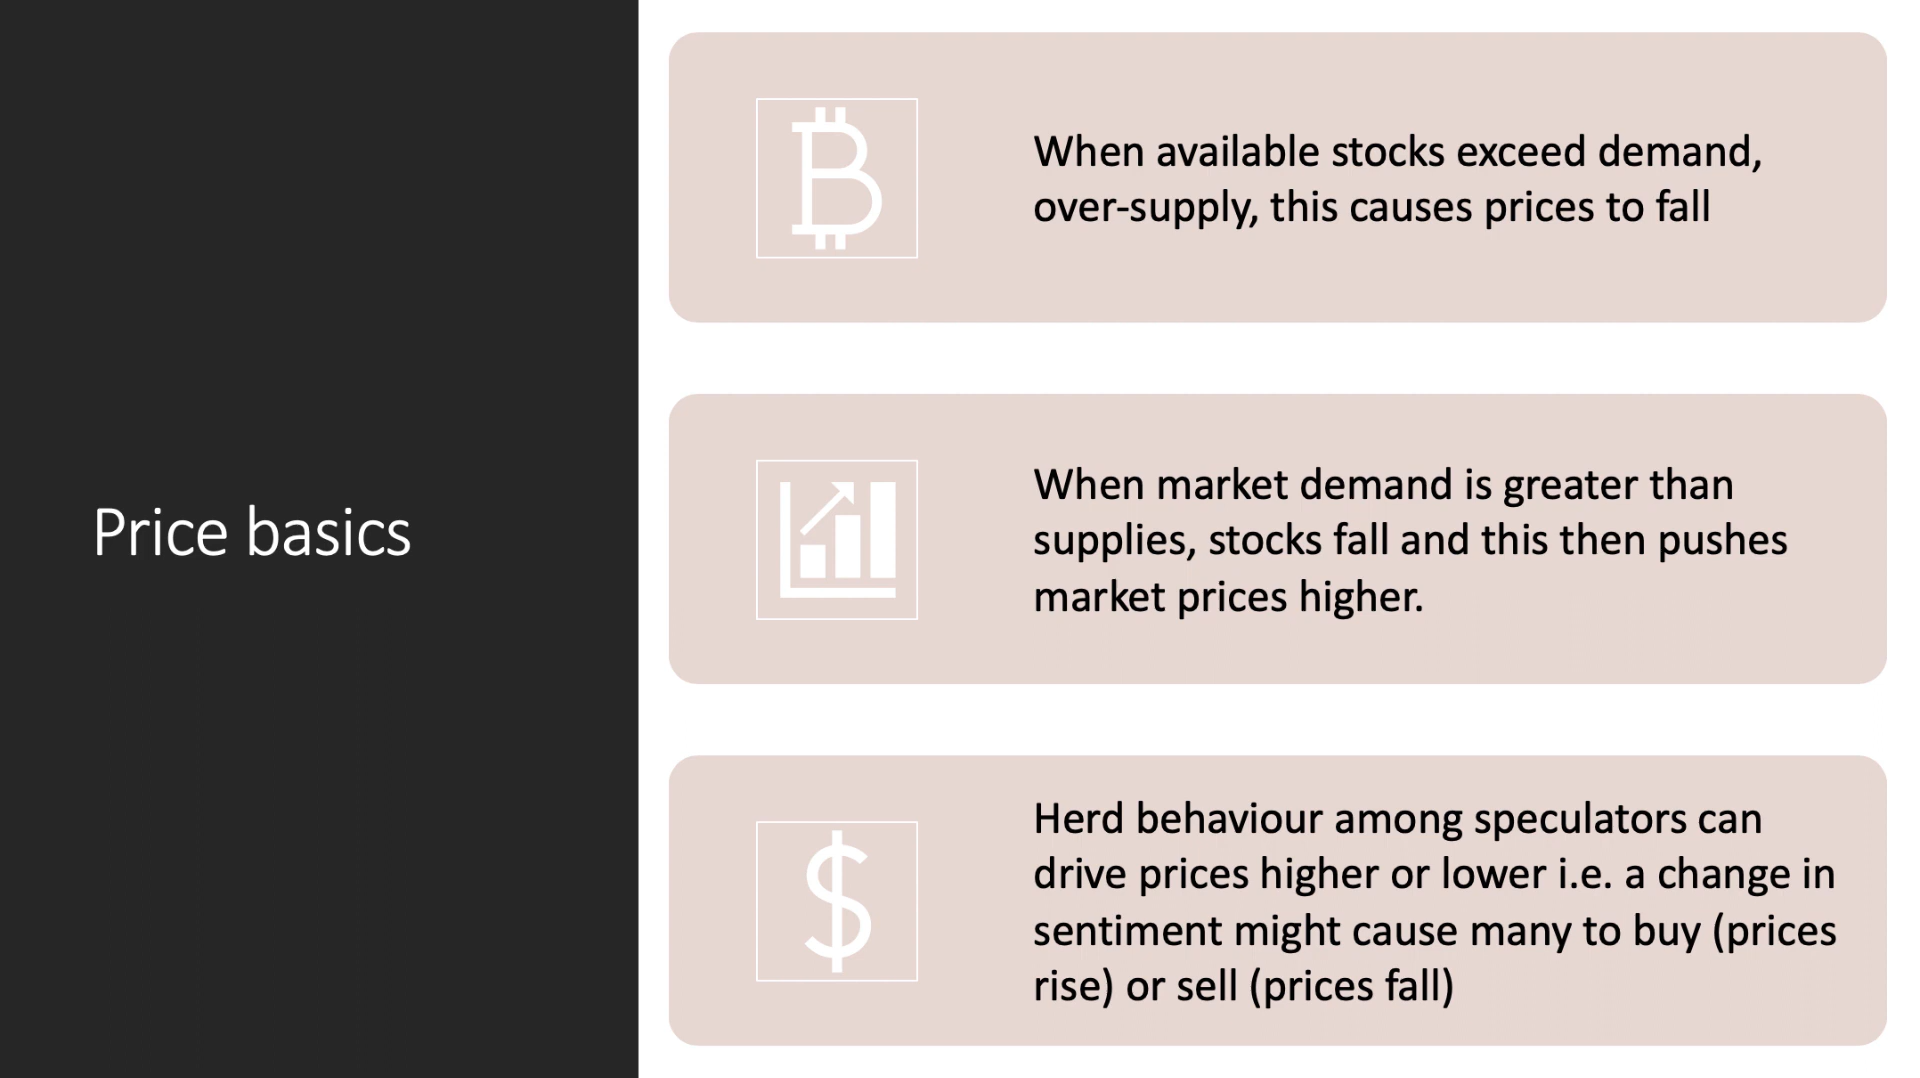 Price basics
When available stocks exceed demand,
over-supply, this causes prices to fall
When market demand is greater than
supplies, stocks fall and this then pushes
market prices higher.
Herd behaviour among speculators can
drive prices higher or lower i.e. a change in
sentiment might cause many to buy (prices
rise) or sell (prices fall)